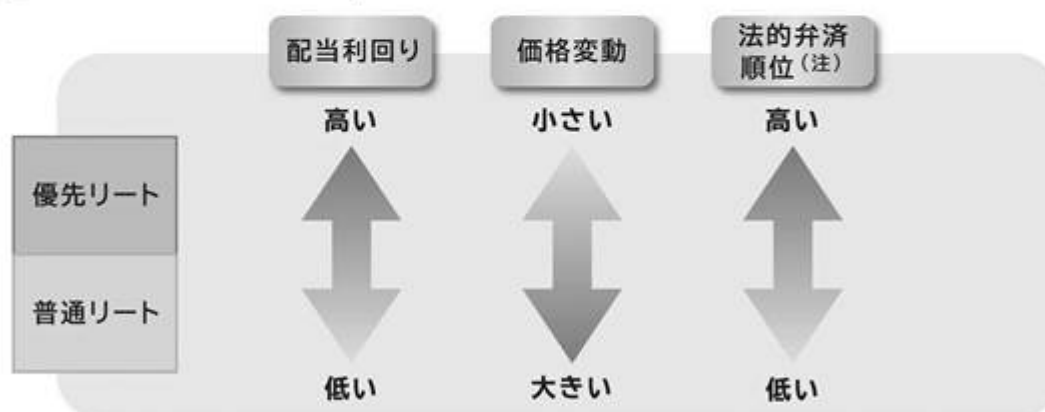 配当利回り
価格変動
法的弁済
順位(注)
高い
小さい
高い
優先リート
普通リート
低い
大きい
低い